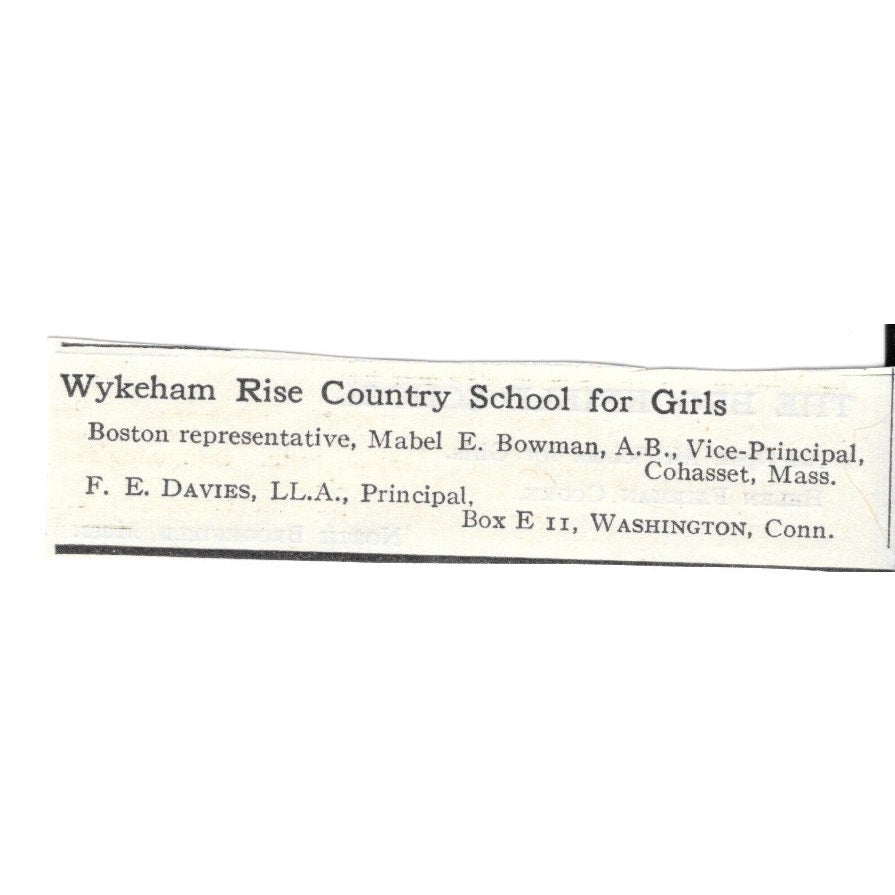 Wykeham Rise Country School for Girls
Boston representative, Mabel E. Bowman, A.B., Vice-Principal,
Cohasset, Mass.
F. E. DAVIES, LL.A., Principal,
Box E 11, WASHINGTON, Conn.